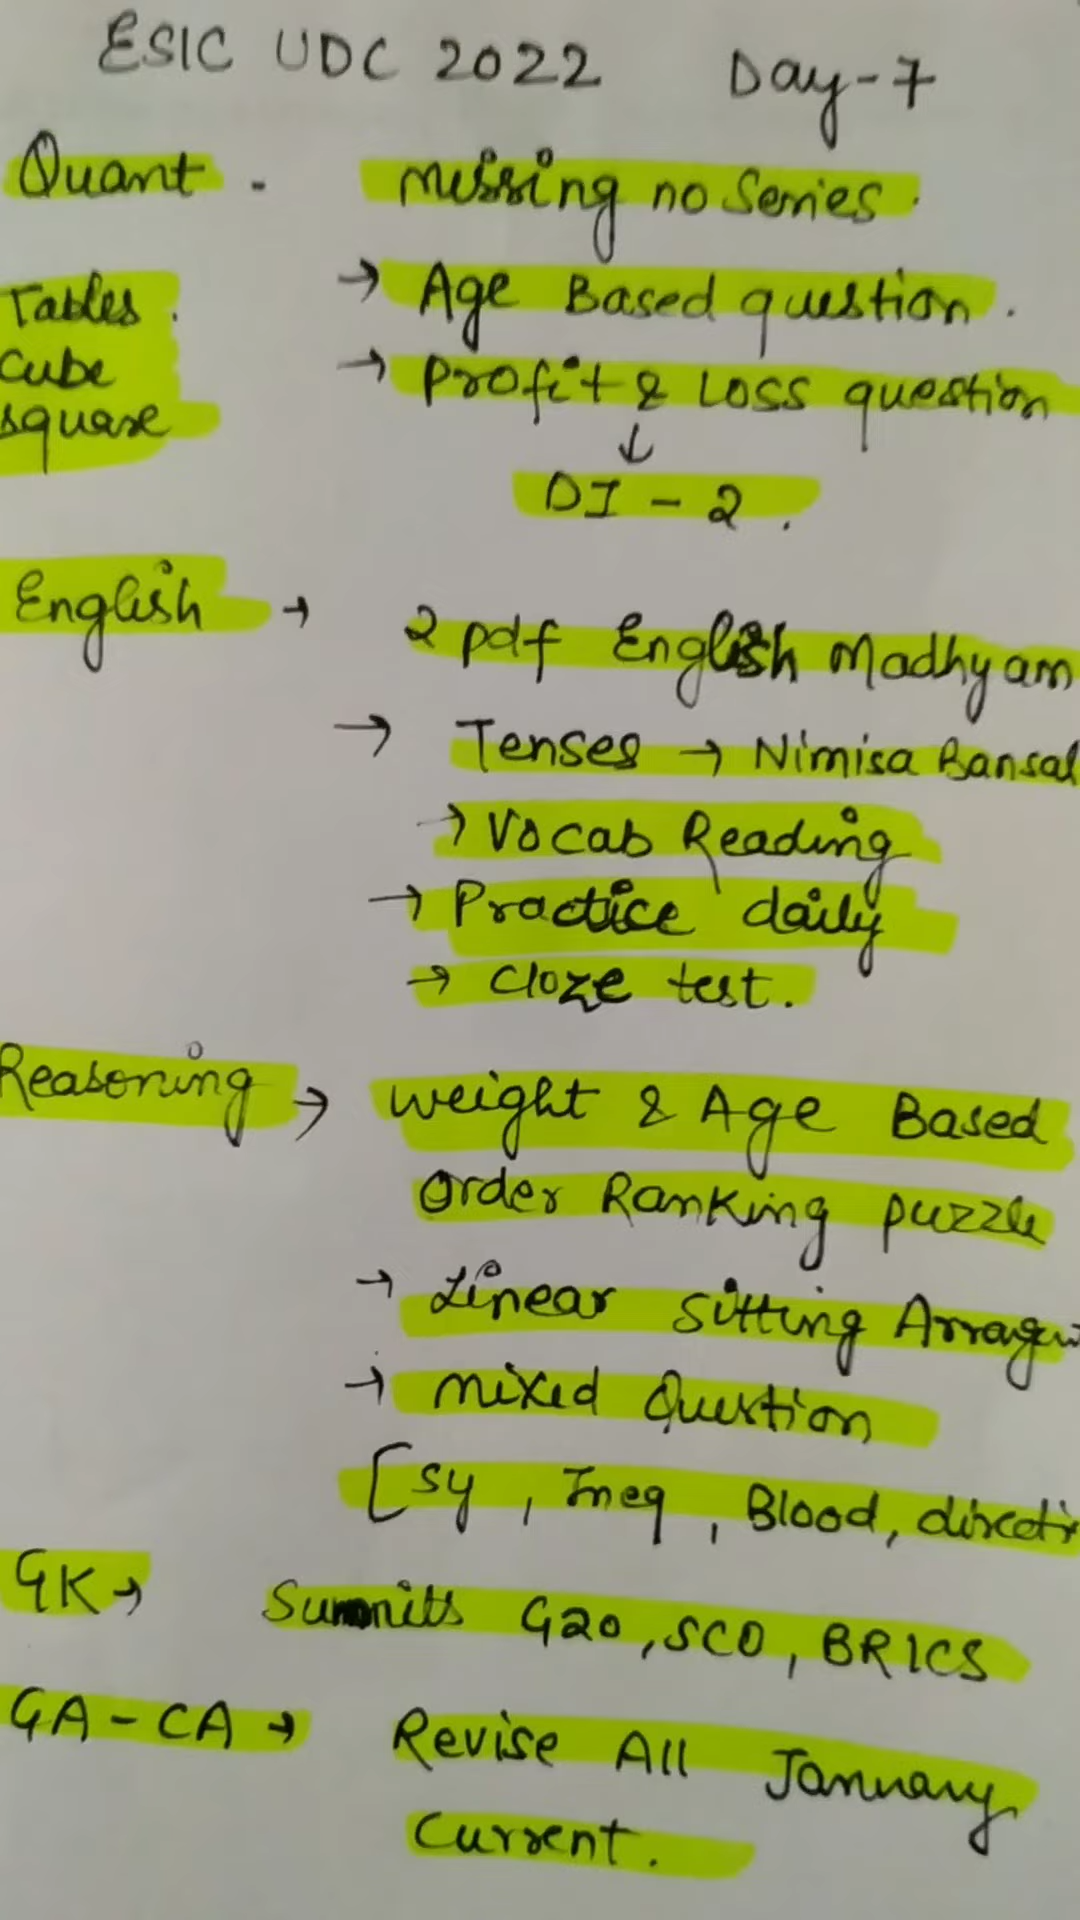 ESIC UDC 2022 Day-7
Quant . missing no Series .
Tables . → Age Based question .
Cube → Profit & Loss question
square ↓
DI - 2 .
English → 2 pdf English Madhyam
→ Tenses → Nimisa Bansal
→ Vocab Reading
→ Practice daily
→ Cloze test .
Reasoning → weight & Age Based
order Ranking puzzle
→ Linear Sitting Arragem
→ mixed Question
[ sy , Ineq , Blood , directi
GK → Summits G20 , SCO , BRICS
GA - CA → Revise All January
Current .